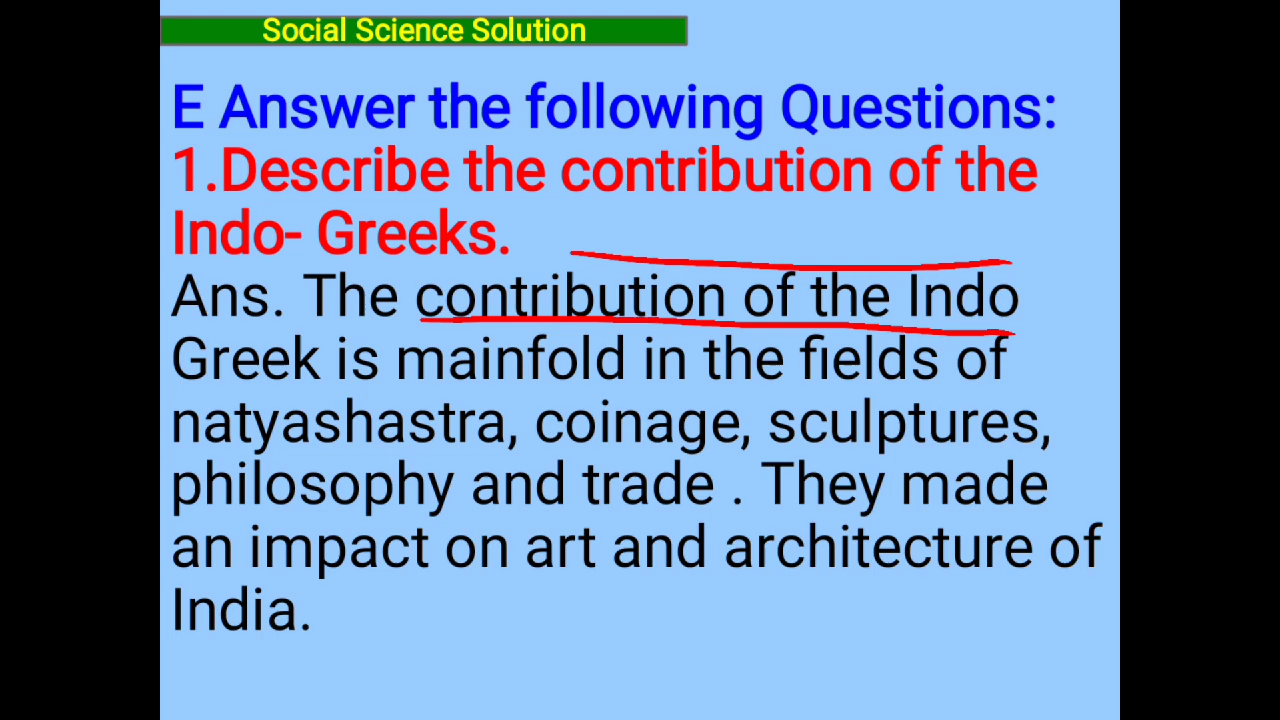 Social Science Solution
E Answer the following Questions:
1.Describe the contribution of the
Indo- Greeks.
Ans. The contribution of the Indo
Greek is mainfold in the fields of
natyashastra, coinage, sculptures,
philosophy and trade . They made
an impact on art and architecture of
India.